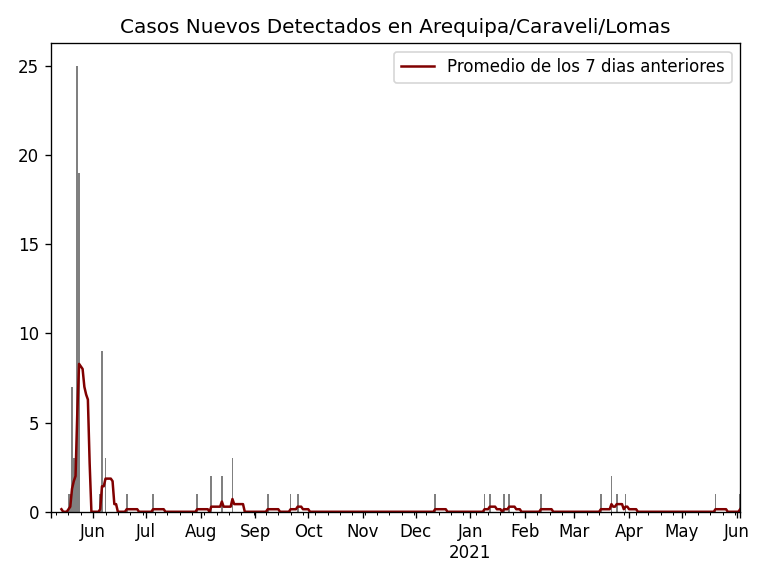 Casos Nuevos Detectados en Arequipa/Caraveli/Lomas
Promedio de los 7 dias anteriores
25
20
15
10
5
0
Jun Jul Aug Sep Oct Nov Dec Jan Feb Mar Apr May Jun
2021